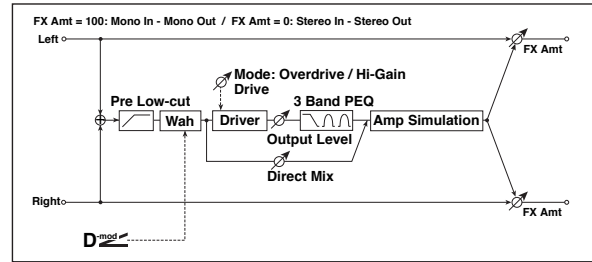 FX Amt = 100: Mono In - Mono Out / FX Amt = 0: Stereo In - Stereo Out
Left
FX Amt
Mode: Overdrive / Hi-Gain
Drive
3 Band PEQ
Pre Low-cut
Wah
Driver
Amp Simulation
Output Level
Direct Mix
Right
FX Amt
D-mod